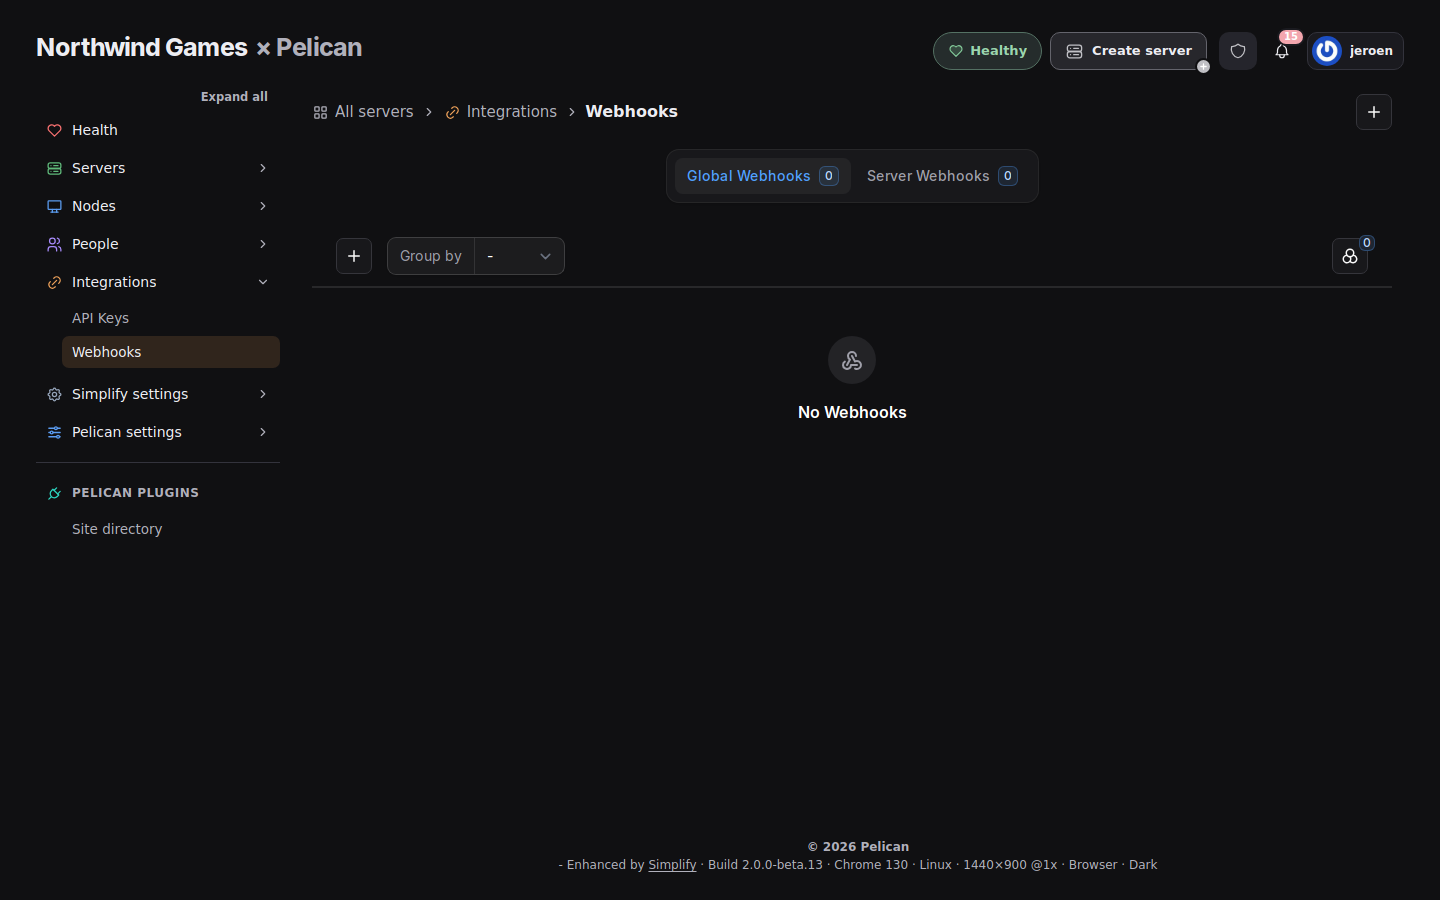 Northwind Games × Pelican
Healthy
Create server
15
jeroen
Expand all
Health
Servers
Nodes
People
Integrations
API Keys
Webhooks
Simplify settings
Pelican settings
PELICAN PLUGINS
Site directory
All servers
Integrations
Webhooks
Global Webhooks 0
Server Webhooks 0
Group by -
0
No Webhooks
© 2026 Pelican
- Enhanced by Simplify · Build 2.0.0-beta.13 · Chrome 130 · Linux · 1440×900 @1x · Browser · Dark